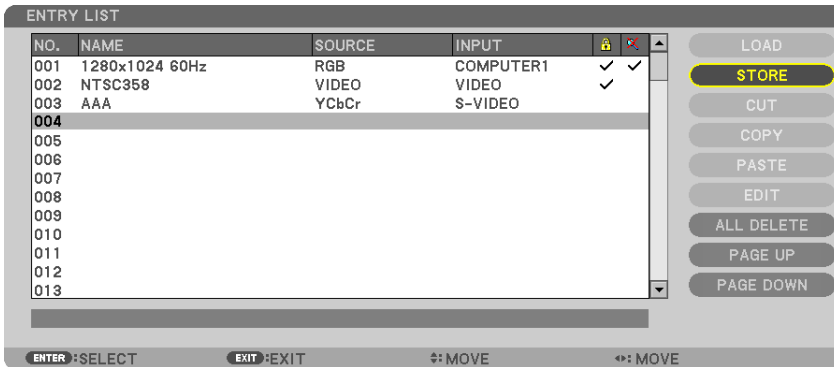 ENTRY LIST
NO. NAME SOURCE INPUT
001 1280x1024 60Hz RGB COMPUTER1
002 NTSC358 VIDEO VIDEO
003 AAA YCbCr S-VIDEO
004
005
006
007
008
009
010
011
012
013
LOAD
STORE
CUT
COPY
PASTE
EDIT
ALL DELETE
PAGE UP
PAGE DOWN
ENTER :SELECT EXIT :EXIT :MOVE :MOVE